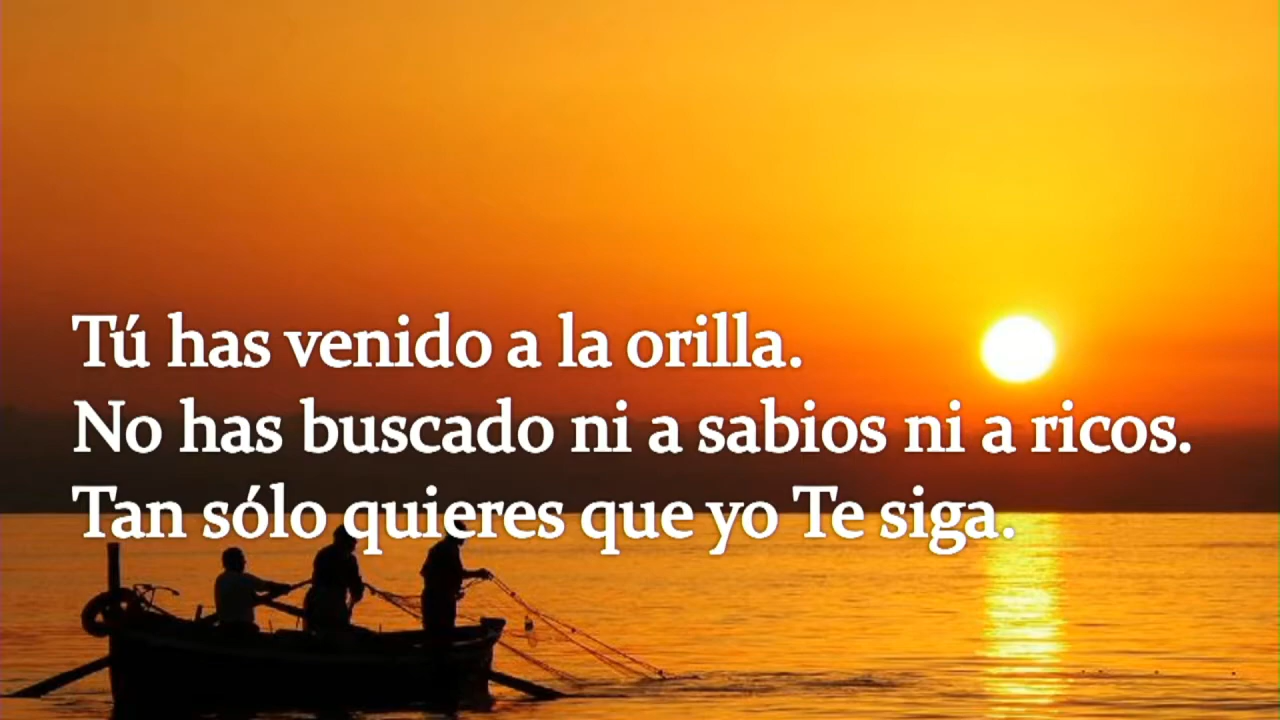 Tú has venido a la orilla.
No has buscado ni a sabios ni a ricos.
Tan sólo quieres que yo Te siga.